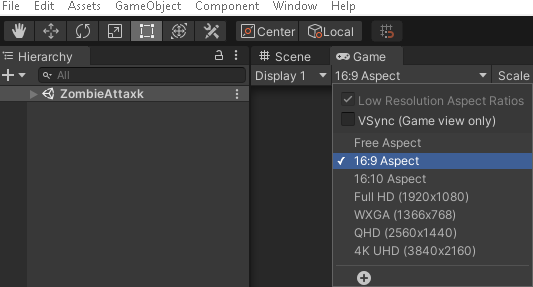 File Edit Assets GameObject Component Window Help
Center Local
Hierarchy
Scene Game
All
Display 1 16:9 Aspect Scale
ZombieAttaxk
Low Resolution Aspect Ratios
VSync (Game view only)
Free Aspect
16:9 Aspect
16:10 Aspect
Full HD (1920x1080)
WXGA (1366x768)
QHD (2560x1440)
4K UHD (3840x2160)